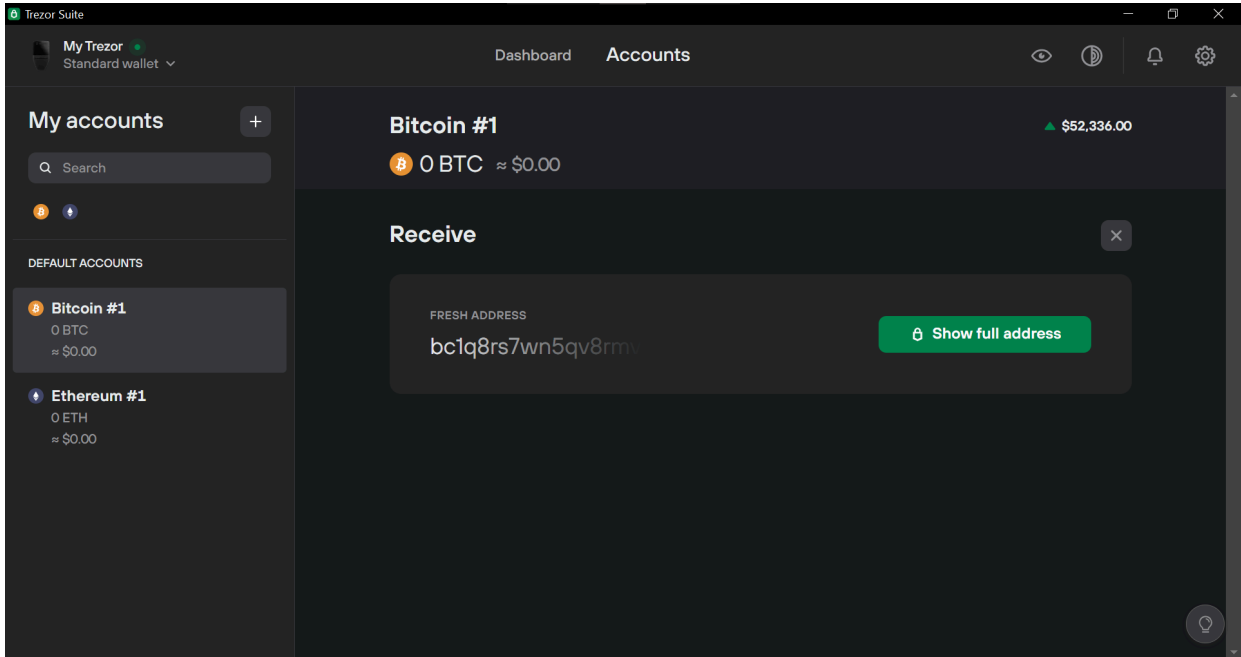 Trezor Suite
My Trezor
Standard wallet
Dashboard Accounts
My accounts
Search
DEFAULT ACCOUNTS
Bitcoin #1
0 BTC
≈ $0.00
Ethereum #1
0 ETH
≈ $0.00
Bitcoin #1
$52,336.00
0 BTC ≈ $0.00
Receive
FRESH ADDRESS
bc1q8rs7wn5qv8rmv
Show full address